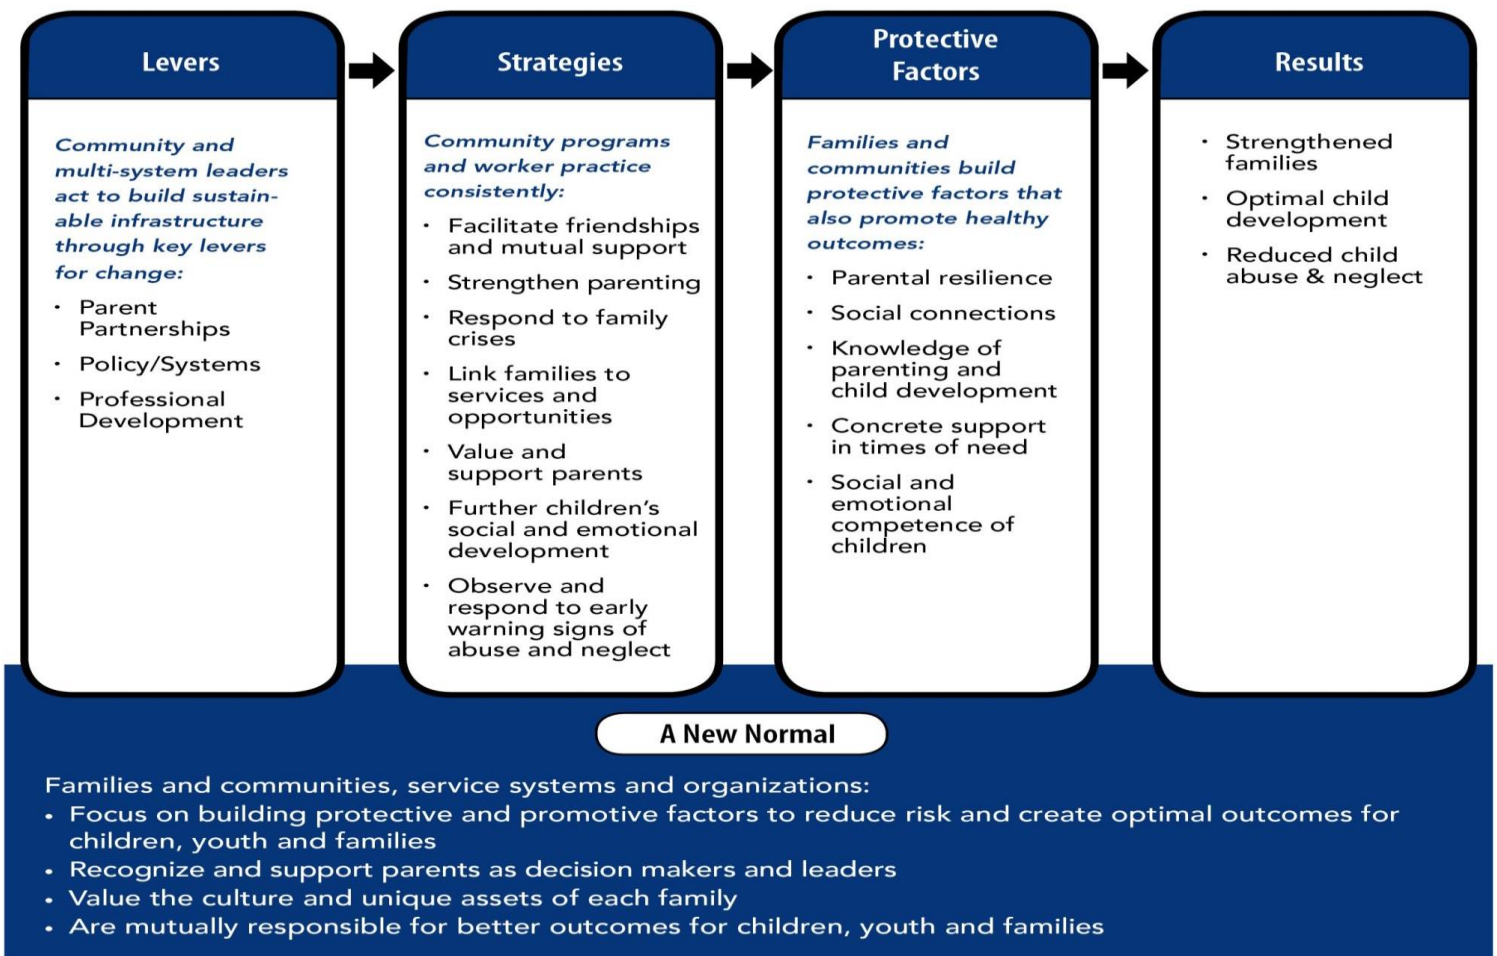 Levers
Community and
multi-system leaders
act to build sustain-
able infrastructure
through key levers
for change:
· Parent
Partnerships
· Policy/Systems
· Professional
Development
Strategies
Community programs
and worker practice
consistently:
· Facilitate friendships
and mutual support
· Strengthen parenting
· Respond to family
crises
· Link families to
services and
opportunities
· Value and
support parents
· Further children’s
social and emotional
development
· Observe and
respond to early
warning signs of
abuse and neglect
Protective
Factors
Families and
communities build
protective factors that
also promote healthy
outcomes:
· Parental resilience
· Social connections
· Knowledge of
parenting and
child development
· Concrete support
in times of need
· Social and
emotional
competence of
children
Results
· Strengthened
families
· Optimal child
development
· Reduced child
abuse & neglect
A New Normal
Families and communities, service systems and organizations:
• Focus on building protective and promotive factors to reduce risk and create optimal outcomes for
children, youth and families
• Recognize and support parents as decision makers and leaders
• Value the culture and unique assets of each family
• Are mutually responsible for better outcomes for children, youth and families